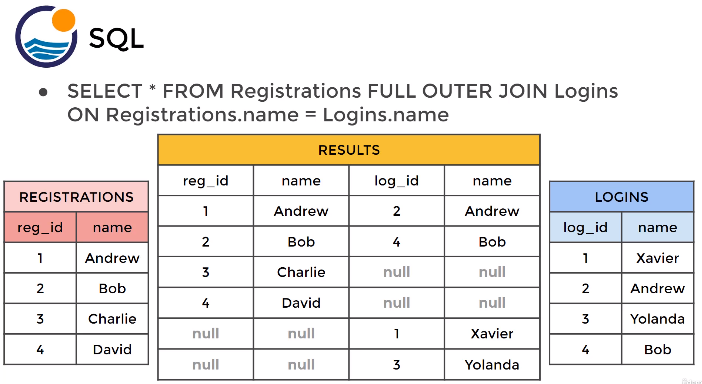 SQL
● SELECT * FROM Registrations FULL OUTER JOIN Logins
ON Registrations.name = Logins.name
REGISTRATIONS
reg_id name
1 Andrew
2 Bob
3 Charlie
4 David
RESULTS
reg_id name log_id name
1 Andrew 2 Andrew
2 Bob 4 Bob
3 Charlie null null
4 David null null
null null 1 Xavier
null null 3 Yolanda
LOGINS
log_id name
1 Xavier
2 Andrew
3 Yolanda
4 Bob